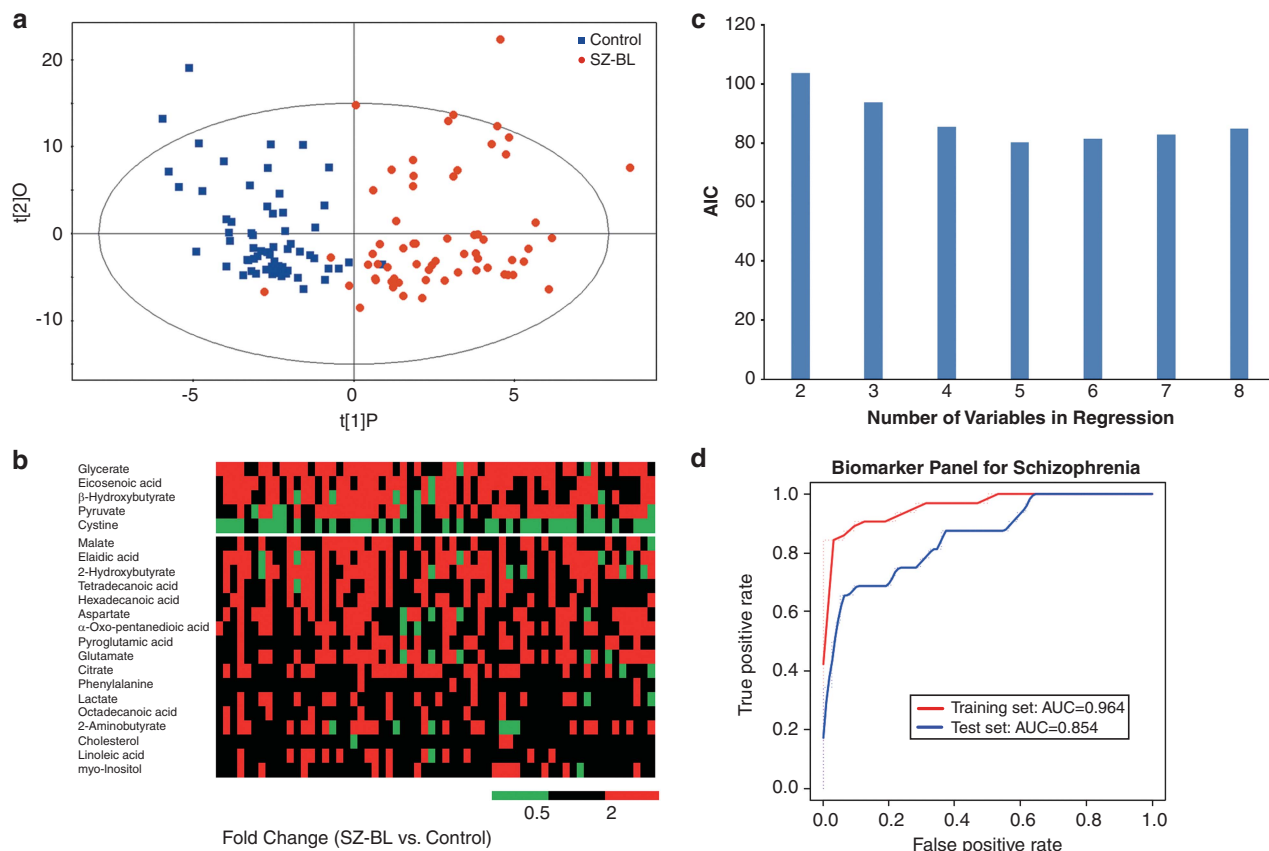 a
20
10
0
-10
t[2]O
-5
0
5
t[1]P
Control
SZ-BL
b
Glycerate
Eicosenoic acid
β-Hydroxybutyrate
Pyruvate
Cystine
Malate
Elaidic acid
2-Hydroxybutyrate
Tetradecanoic acid
Hexadecanoic acid
Aspartate
α-Oxo-pentanedioic acid
Pyroglutamic acid
Glutamate
Citrate
Phenylalanine
Lactate
Octadecanoic acid
2-Aminobutyrate
Cholesterol
Linoleic acid
myo-Inositol
0.5 2
Fold Change (SZ-BL vs. Control)
c
120
100
80
60
40
20
0
AIC
2 3 4 5 6 7 8
Number of Variables in Regression
d
Biomarker Panel for Schizophrenia
1.0
0.8
0.6
0.4
0.2
0.0
True positive rate
Training set: AUC=0.964
Test set: AUC=0.854
0.0 0.2 0.4 0.6 0.8 1.0
False positive rate